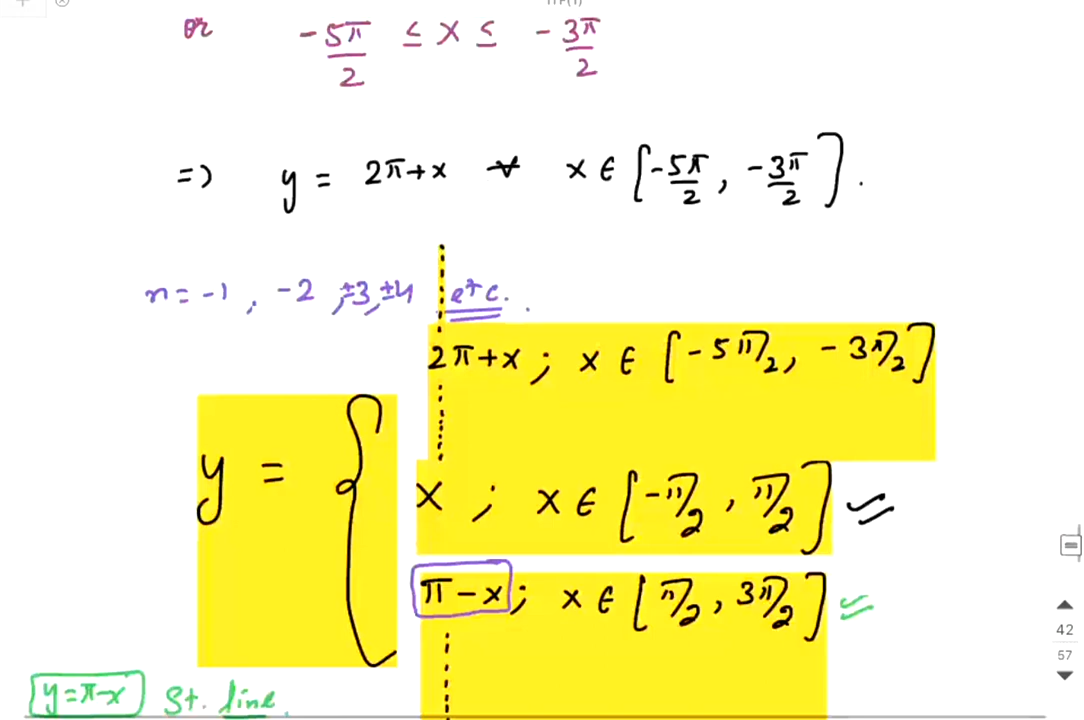 or -5π/2 ≤ x ≤ -3π/2
=> y = 2π+x ∀ x ∈ [-5π/2, -3π/2].
n = -1, -2, ±3, ±4 etc.
2π+x ; x ∈ [-5π/2, -3π/2]
y = { x ; x ∈ [-π/2, π/2]
π-x ; x ∈ [π/2, 3π/2]
42
57
y=π-x St. line.